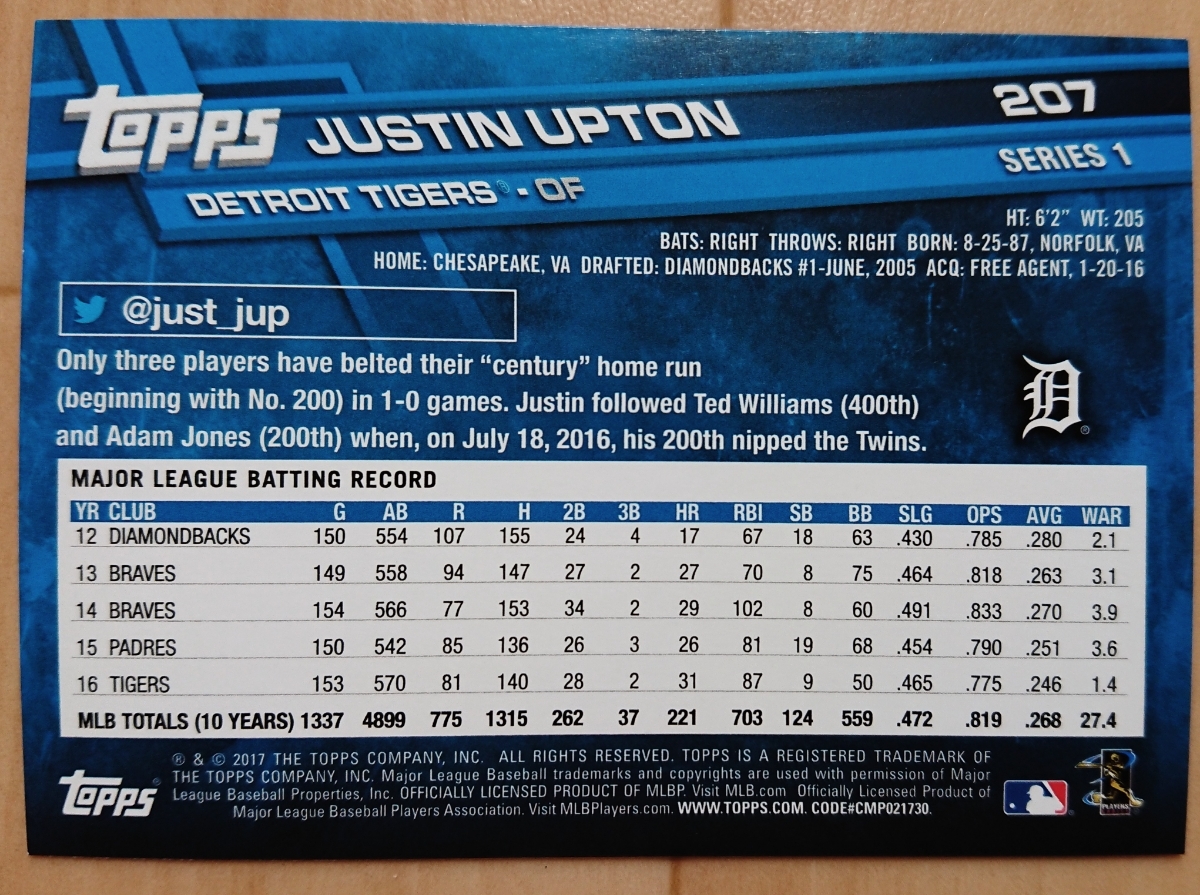 TOPPS JUSTIN UPTON 207
DETROIT TIGERS® - OF SERIES 1
HT: 6'2" WT: 205
BATS: RIGHT THROWS: RIGHT BORN: 8-25-87, NORFOLK, VA
HOME: CHESAPEAKE, VA DRAFTED: DIAMONDBACKS #1-JUNE, 2005 ACQ: FREE AGENT, 1-20-16
@just_jup
Only three players have belted their “century” home run
(beginning with No. 200) in 1-0 games. Justin followed Ted Williams (400th)
and Adam Jones (200th) when, on July 18, 2016, his 200th nipped the Twins.
D®
MAJOR LEAGUE BATTING RECORD
YR CLUB G AB R H 2B 3B HR RBI SB BB SLG OPS AVG WAR
12 DIAMONDBACKS 150 554 107 155 24 4 17 67 18 63 .430 .785 .280 2.1
13 BRAVES 149 558 94 147 27 2 27 70 8 75 .464 .818 .263 3.1
14 BRAVES 154 566 77 153 34 2 29 102 8 60 .491 .833 .270 3.9
15 PADRES 150 542 85 136 26 3 26 81 19 68 .454 .790 .251 3.6
16 TIGERS 153 570 81 140 28 2 31 87 9 50 .465 .775 .246 1.4
MLB TOTALS (10 YEARS) 1337 4899 775 1315 262 37 221 703 124 559 .472 .819 .268 27.4
® & © 2017 THE TOPPS COMPANY, INC. ALL RIGHTS RESERVED. TOPPS IS A REGISTERED TRADEMARK OF
THE TOPPS COMPANY, INC. Major League Baseball trademarks and copyrights are used with permission of Major
League Baseball Properties, Inc. OFFICIALLY LICENSED PRODUCT OF MLBP. Visit MLB.com Officially Licensed Product of
Major League Baseball Players Association. Visit MLBPlayers.com. WWW.TOPPS.COM. CODE#CMP021730.
TOPPS®
PLAYERS